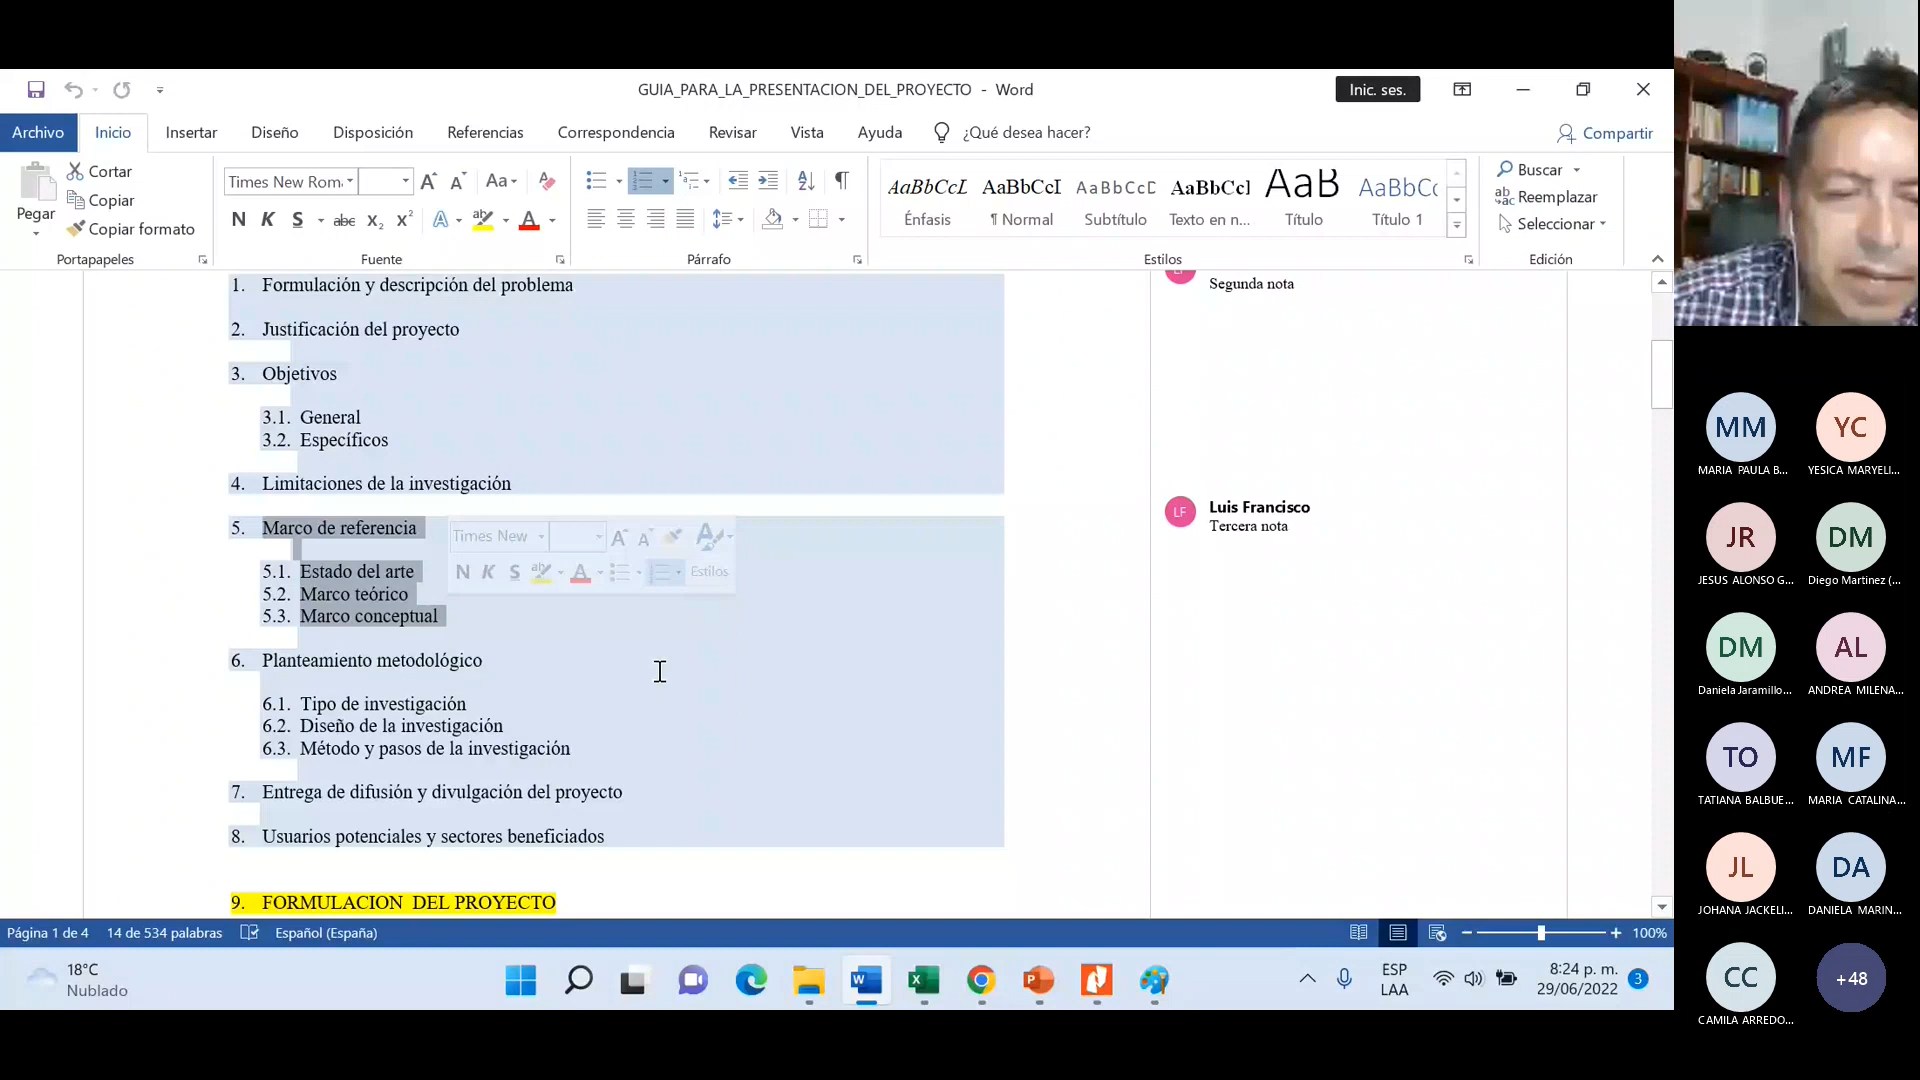 GUIA_PARA_LA_PRESENTACION_DEL_PROYECTO - Word
Inic. ses.
Archivo Inicio Insertar Diseño Disposición Referencias Correspondencia Revisar Vista Ayuda ¿Qué desea hacer? Compartir
Pegar
Cortar
Copiar
Copiar formato
Portapapeles
Times New Rom
Aa
N K S abc X₂ X² A A
Fuente
Párrafo
AaBbCcL AaBbCcI AaBbCcD AaBbCcI AaB AaBbCc
Énfasis ¶ Normal Subtítulo Texto en n... Título Título 1
Estilos
Buscar
Reemplazar
Seleccionar
Edición
1. Formulación y descripción del problema
2. Justificación del proyecto
3. Objetivos
3.1. General
3.2. Específicos
4. Limitaciones de la investigación
5. Marco de referencia
5.1. Estado del arte
5.2. Marco teórico
5.3. Marco conceptual
Times New
N K S ab A Estilos
6. Planteamiento metodológico
6.1. Tipo de investigación
6.2. Diseño de la investigación
6.3. Método y pasos de la investigación
7. Entrega de difusión y divulgación del proyecto
8. Usuarios potenciales y sectores beneficiados
9. FORMULACION DEL PROYECTO
Segunda nota
LF Luis Francisco
Tercera nota
Página 1 de 4 14 de 534 palabras Español (España) 100%
18°C
Nublado
ESP
LAA
8:24 p. m.
29/06/2022
3
MM YC
MARIA PAULA B... YESICA MARYELI...
JR DM
JESUS ALONSO G... Diego Martinez (...
DM AL
Daniela Jaramillo... ANDREA MILENA...
TO MF
TATIANA BALBUE... MARIA CATALINA...
JL DA
JOHANA JACKELI... DANIELA MARIN...
CC +48
CAMILA ARREDO...